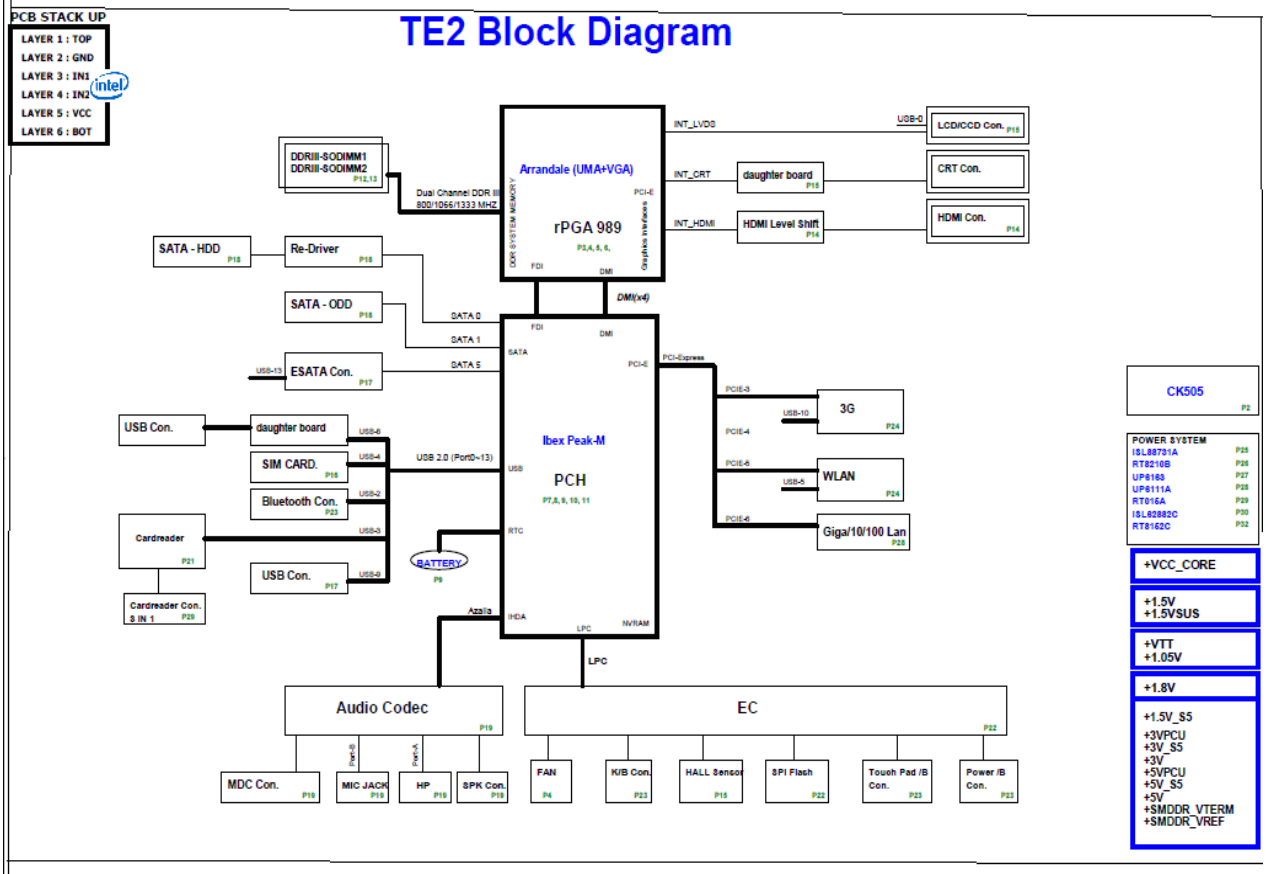 PCB STACK UP
LAYER 1 : TOP
LAYER 2 : GND
LAYER 3 : IN1
LAYER 4 : IN2
LAYER 5 : VCC
LAYER 6 : BOT
intel
TE2 Block Diagram
DDRIII-SODIMM1
DDRIII-SODIMM2
P12,13
Dual Channel DDR III
800/1066/1333 MHZ
DDR SYSTEM MEMORY
Arrandale (UMA+VGA)
PCI-E
rPGA 989
P3,4, 5, 6,
Graphics Interfaces
FDI
DMI
INT_LVDS
USB-0
LCD/CCD Con.
P15
INT_CRT
daughter board
P15
CRT Con.
INT_HDMI
HDMI Level Shift
P14
HDMI Con.
P14
SATA - HDD
P18
Re-Driver
P18
SATA - ODD
P18
USB-13
ESATA Con.
P17
SATA 0
SATA 1
SATA 5
DMI(x4)
FDI
DMI
SATA
PCI-E
PCI-Express
Ibex Peak-M
PCH
P7,8, 9, 10, 11
USB
RTC
IHDA
LPC
NVRAM
USB Con.
daughter board
USB-8
SIM CARD.
P16
USB-4
Bluetooth Con.
P23
USB-2
Cardreader
P21
USB-3
Cardreader Con.
5 IN 1
P29
USB Con.
P17
USB-9
USB 2.0 (Port0~13)
BATTERY
P9
Azalia
LPC
PCIE-3
3G
P24
USB-10
PCIE-4
PCIE-5
WLAN
P24
USB-5
PCIE-6
Giga/10/100 Lan
P28
CK505
P2
POWER SYSTEM
ISL88731A P25
RT8210B P26
UP6163 P27
UP6111A P28
RT015A P29
ISL62882C P30
RT8152C P32
+VCC_CORE
+1.5V
+1.5VSUS
+VTT
+1.05V
+1.8V
+1.5V_S5
+3VPCU
+3V_S5
+3V
+5VPCU
+5V_S5
+5V
+SMDDR_VTERM
+SMDDR_VREF
Audio Codec
P19
MDC Con.
P19
Port-B
MIC JACK
P19
Port-A
HP
P19
SPK Con.
P19
EC
P22
FAN
P4
K/B Con.
P23
HALL Sensor
P15
SPI Flash
P22
Touch Pad /B
Con.
P23
Power /B
Con.
P23